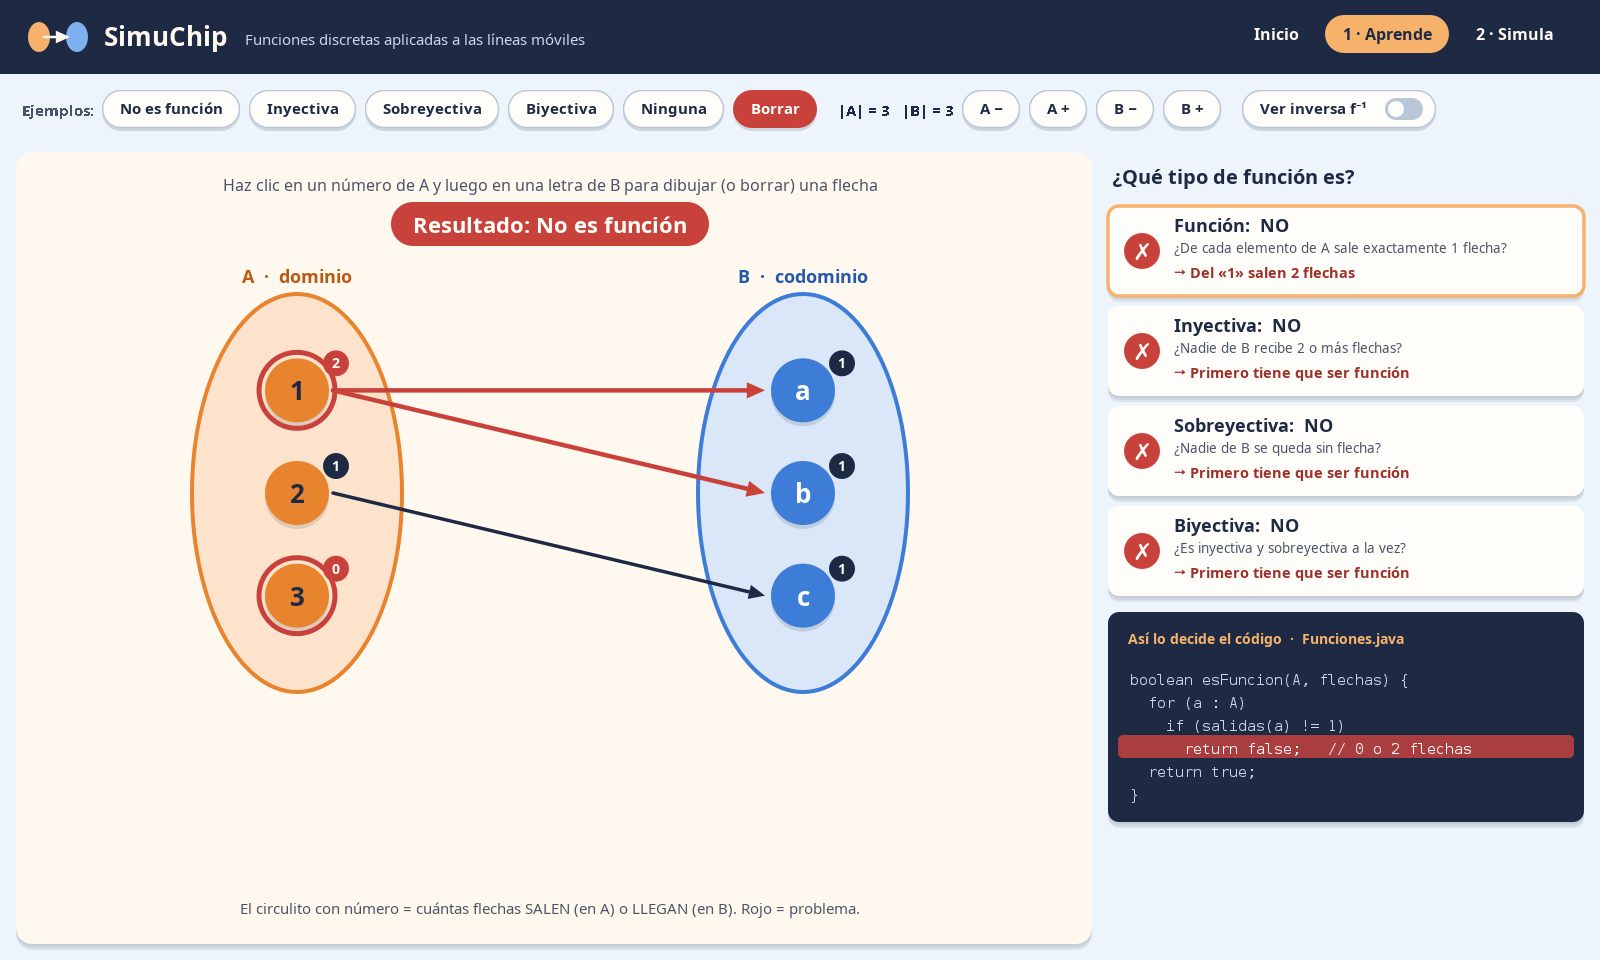 SimuChip Funciones discretas aplicadas a las líneas móviles Inicio 1 · Aprende 2 · Simula
Ejemplos: No es función Inyectiva Sobreyectiva Biyectiva Ninguna Borrar |A| = 3 |B| = 3 A − A + B − B + Ver inversa f⁻¹
Haz clic en un número de A y luego en una letra de B para dibujar (o borrar) una flecha
Resultado: No es función
A · dominio
B · codominio
1 2
a 1
2 1
b 1
3 0
c 1
El circulito con número = cuántas flechas SALEN (en A) o LLEGAN (en B). Rojo = problema.
¿Qué tipo de función es?
✗ Función: NO
¿De cada elemento de A sale exactamente 1 flecha?
→ Del «1» salen 2 flechas
✗ Inyectiva: NO
¿Nadie de B recibe 2 o más flechas?
→ Primero tiene que ser función
✗ Sobreyectiva: NO
¿Nadie de B se queda sin flecha?
→ Primero tiene que ser función
✗ Biyectiva: NO
¿Es inyectiva y sobreyectiva a la vez?
→ Primero tiene que ser función
Así lo decide el código · Funciones.java
boolean esFuncion(A, flechas) {
for (a : A)
if (salidas(a) != 1)
return false; // 0 o 2 flechas
return true;
}